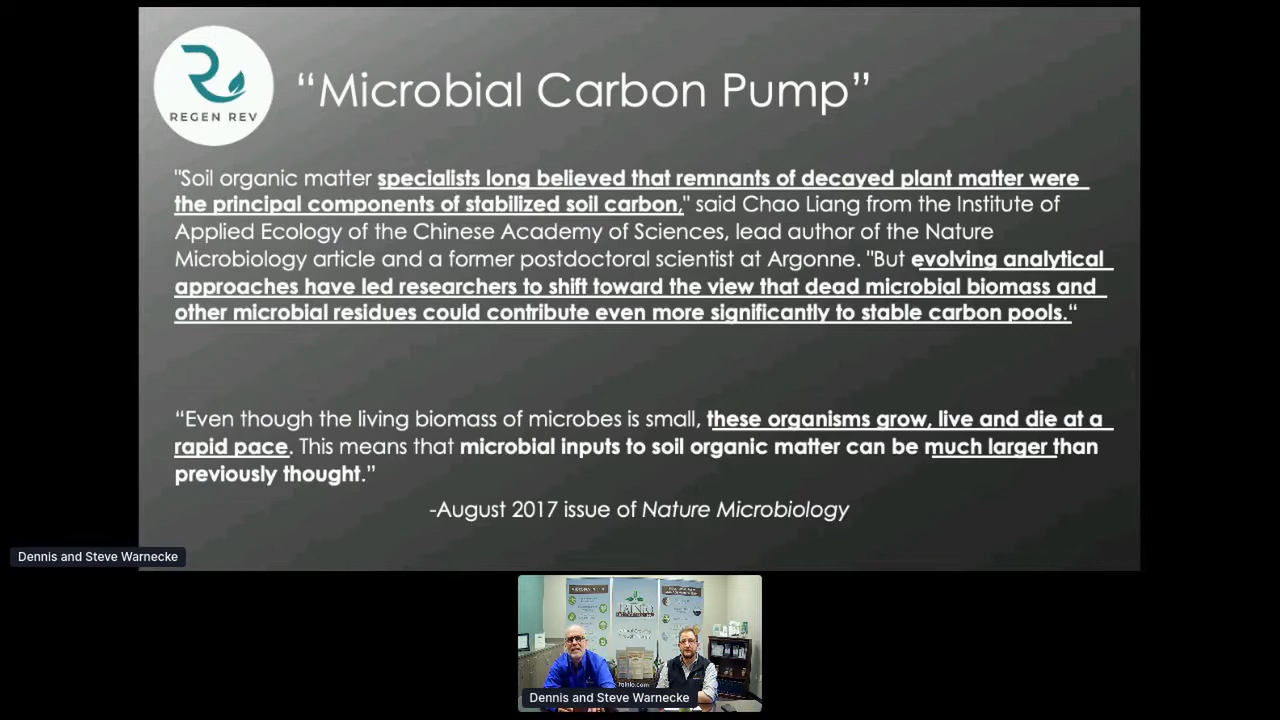 REGEN REV
“Microbial Carbon Pump”
"Soil organic matter specialists long believed that remnants of decayed plant matter were
the principal components of stabilized soil carbon," said Chao Liang from the Institute of
Applied Ecology of the Chinese Academy of Sciences, lead author of the Nature
Microbiology article and a former postdoctoral scientist at Argonne. "But evolving analytical
approaches have led researchers to shift toward the view that dead microbial biomass and
other microbial residues could contribute even more significantly to stable carbon pools.“
“Even though the living biomass of microbes is small, these organisms grow, live and die at a
rapid pace. This means that microbial inputs to soil organic matter can be much larger than
previously thought.”
-August 2017 issue of Nature Microbiology
Dennis and Steve Warnecke
TAINIO
Dennis and Steve Warnecke